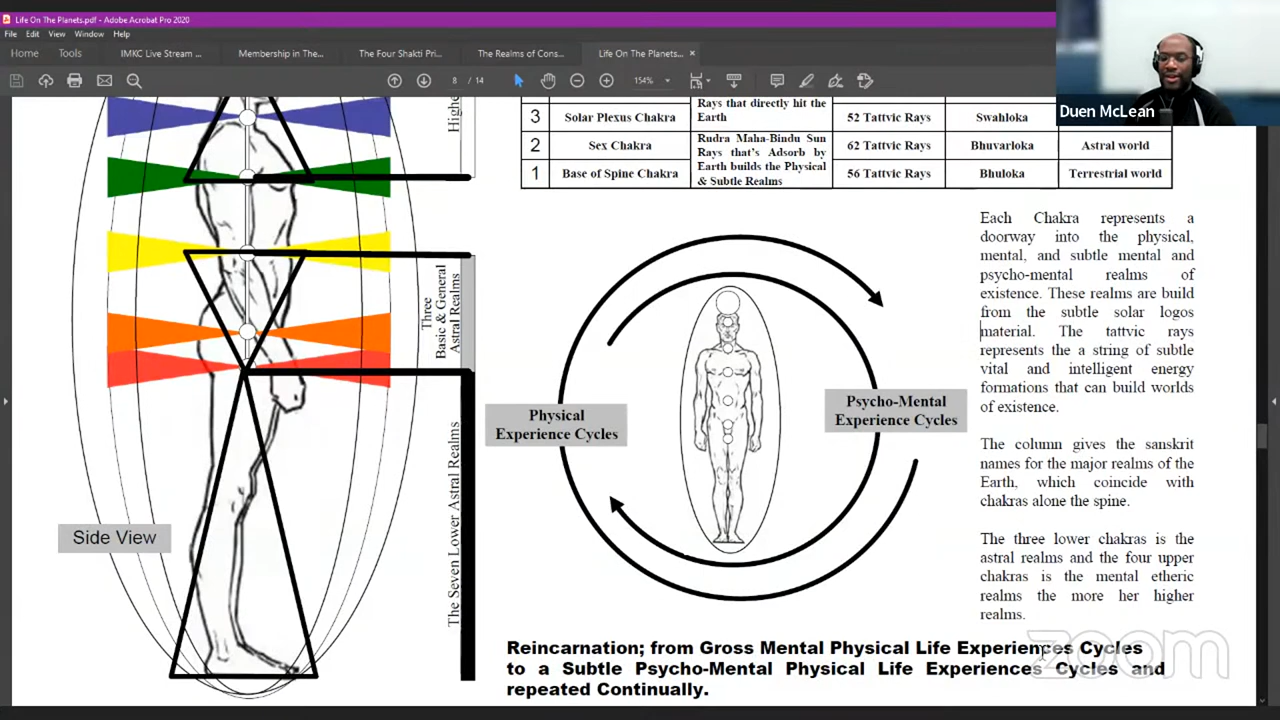 Life On The Planets.pdf - Adobe Acrobat Pro 2020
File Edit View Window Help
Home Tools IMKC Live Stream ... Membership in The... The Four Shakti Pri... The Realms of Cons... Life On The Planets... ×
8 / 14 154%
Duen McLean
Higher
Three
Basic & General
Astral Realms
The Seven Lower Astral Realms
Side View
3 Solar Plexus Chakra Rays that directly hit the Earth 52 Tattvic Rays Swahloka
2 Sex Chakra Rudra Maha-Bindu Sun 62 Tattvic Rays Bhuvarloka Astral world
Rays that's Adsorb by
Earth builds the Physical
1 Base of Spine Chakra & Subtle Realms 56 Tattvic Rays Bhuloka Terrestrial world
Physical
Experience Cycles
Psycho-Mental
Experience Cycles
Each Chakra represents a
doorway into the physical,
mental, and subtle mental and
psycho-mental realms of
existence. These realms are build
from the subtle solar logos
material. The tattvic rays
represents the a string of subtle
vital and intelligent energy
formations that can build worlds
of existence.
The column gives the sanskrit
names for the major realms of the
Earth, which coincide with
chakras alone the spine.
The three lower chakras is the
astral realms and the four upper
chakras is the mental etheric
realms the more her higher
realms.
Reincarnation; from Gross Mental Physical Life Experiences Cycles
to a Subtle Psycho-Mental Physical Life Experiences Cycles and
repeated Continually.
zoom